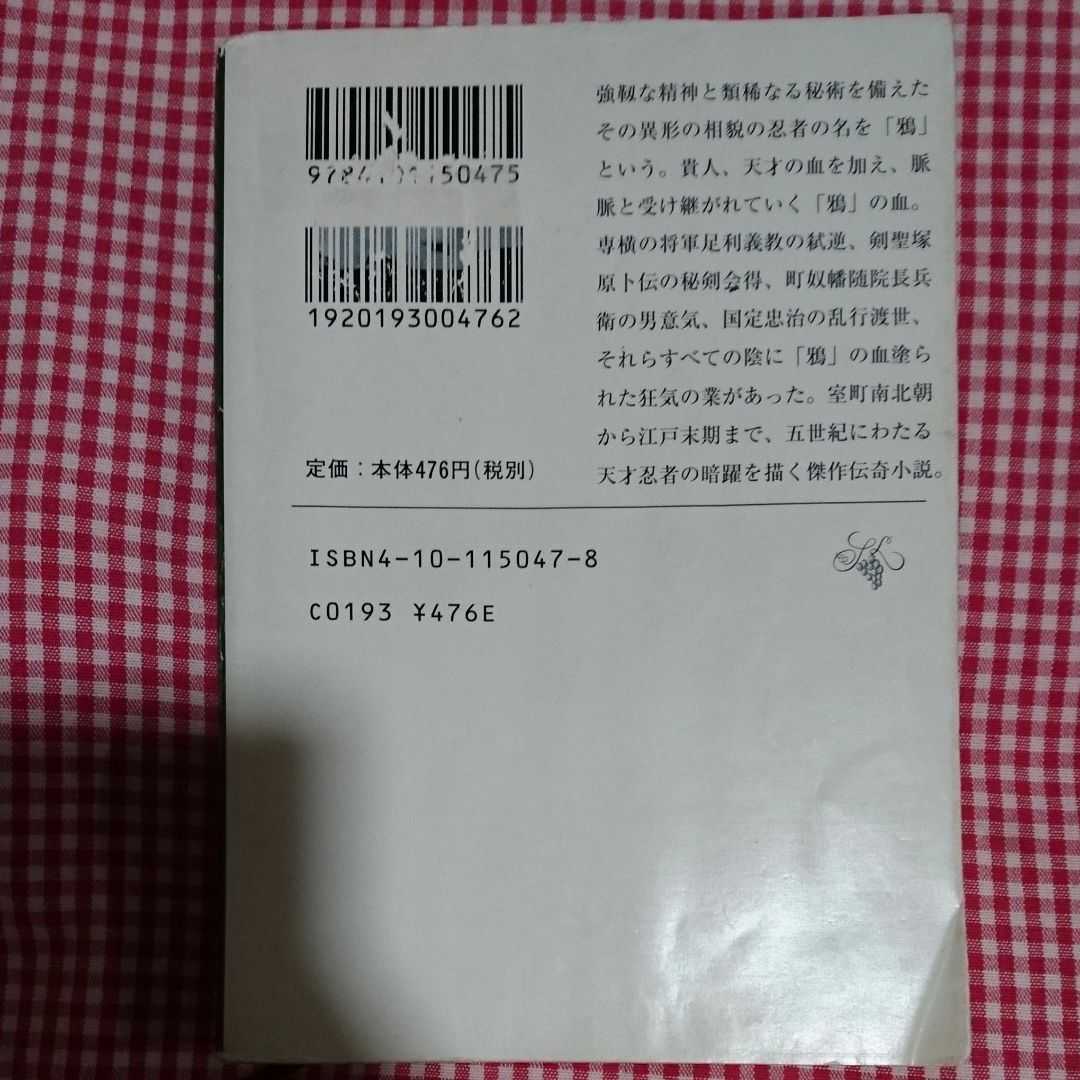 強靱な精神と類稀なる秘術を備えた
その異形の相貌の忍者の名を「鴉」
という。貴人、天才の血を加え、脈
脈と受け継がれていく「鴉」の血。
専横の将軍足利義教の弑逆、剣聖塚
原卜伝の秘剣会得、町奴幡随院長兵
衛の男意気、国定忠治の乱行渡世、
それらすべての陰に「鴉」の血塗ら
れた狂気の業があった。室町南北朝
から江戸末期まで、五世紀にわたる
天才忍者の暗躍を描く傑作伝奇小説。
1920193004762
定価：本体476円(税別)
ISBN4-10-115047-8
C0193 ¥476E